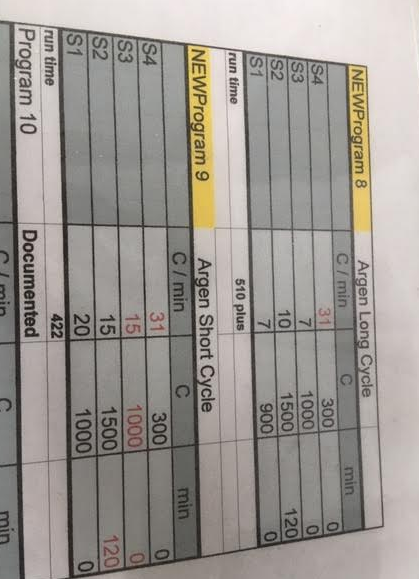 NEWProgram 8 Argen Long Cycle
C / min C min
S4 31 300 0
S3 7 1000 0
S2 10 1500 120
S1 7 900 0
run time 510 plus
NEWProgram 9 Argen Short Cycle
C / min C min
S4 31 300 0
S3 15 1000 0
S2 15 1500 120
S1 20 1000 0
run time 422
Program 10 Documented
C / min C min